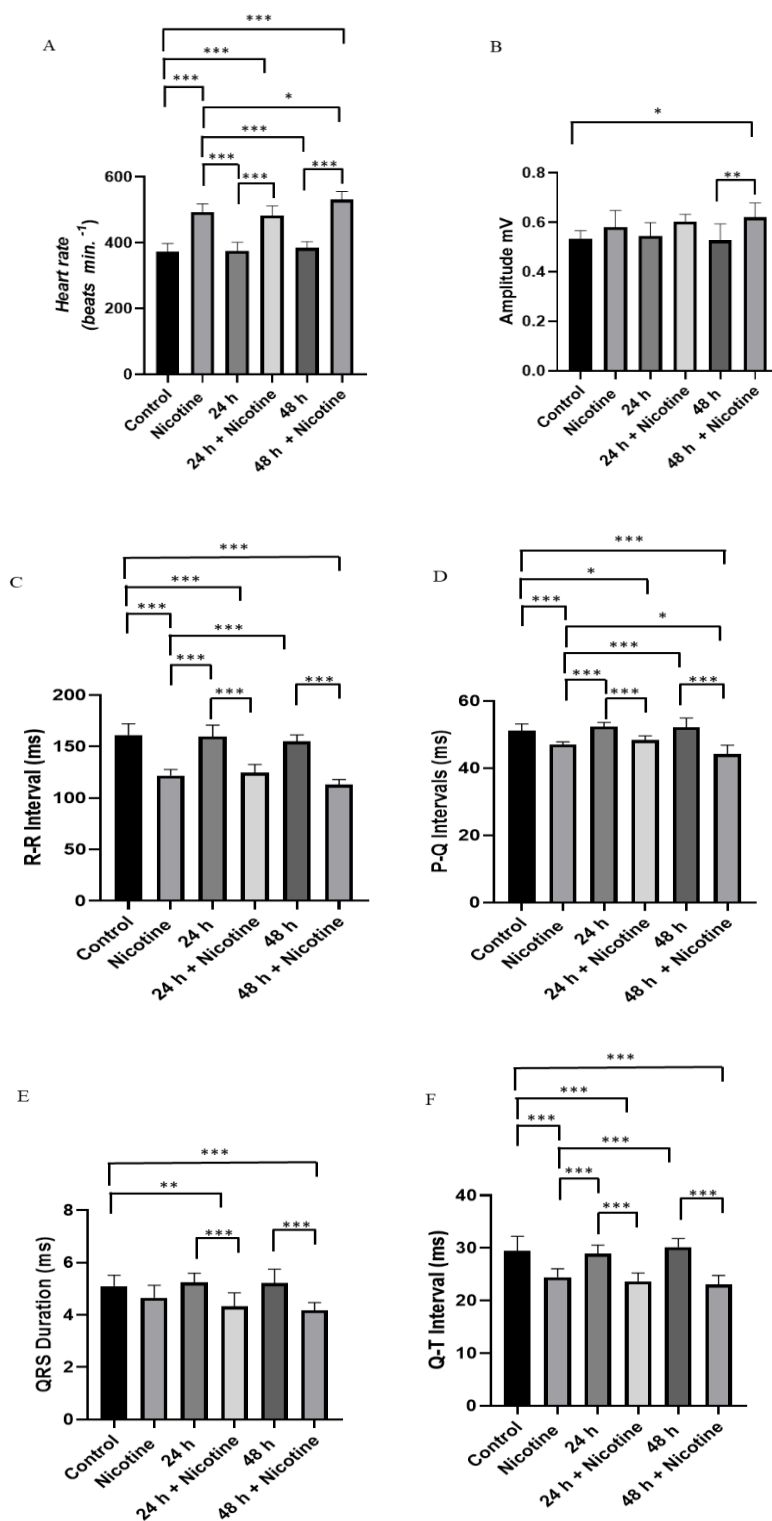 A
***
***
***
*
***
***
***
***
Heart rate
(beats min. -1)
600
400
200
0
Control
Nicotine
24 h
24 h + Nicotine
48 h
48 h + Nicotine
B
*
**
Amplitude mV
0.8
0.6
0.4
0.2
0.0
Control
Nicotine
24 h
24 h + Nicotine
48 h
48 h + Nicotine
C
***
***
***
***
***
***
***
R-R Interval (ms)
200
150
100
50
0
Control
Nicotine
24 h
24 h + Nicotine
48 h
48 h + Nicotine
D
***
*
***
*
***
***
***
***
P-Q Intervals (ms)
60
40
20
0
Control
Nicotine
24 h
24 h + Nicotine
48 h
48 h + Nicotine
E
***
**
***
***
QRS Duration (ms)
8
6
4
2
0
Control
Nicotine
24 h
24 h + Nicotine
48 h
48 h + Nicotine
F
***
***
***
***
***
***
***
Q-T Interval (ms)
40
30
20
10
0
Control
Nicotine
24 h
24 h + Nicotine
48 h
48 h + Nicotine